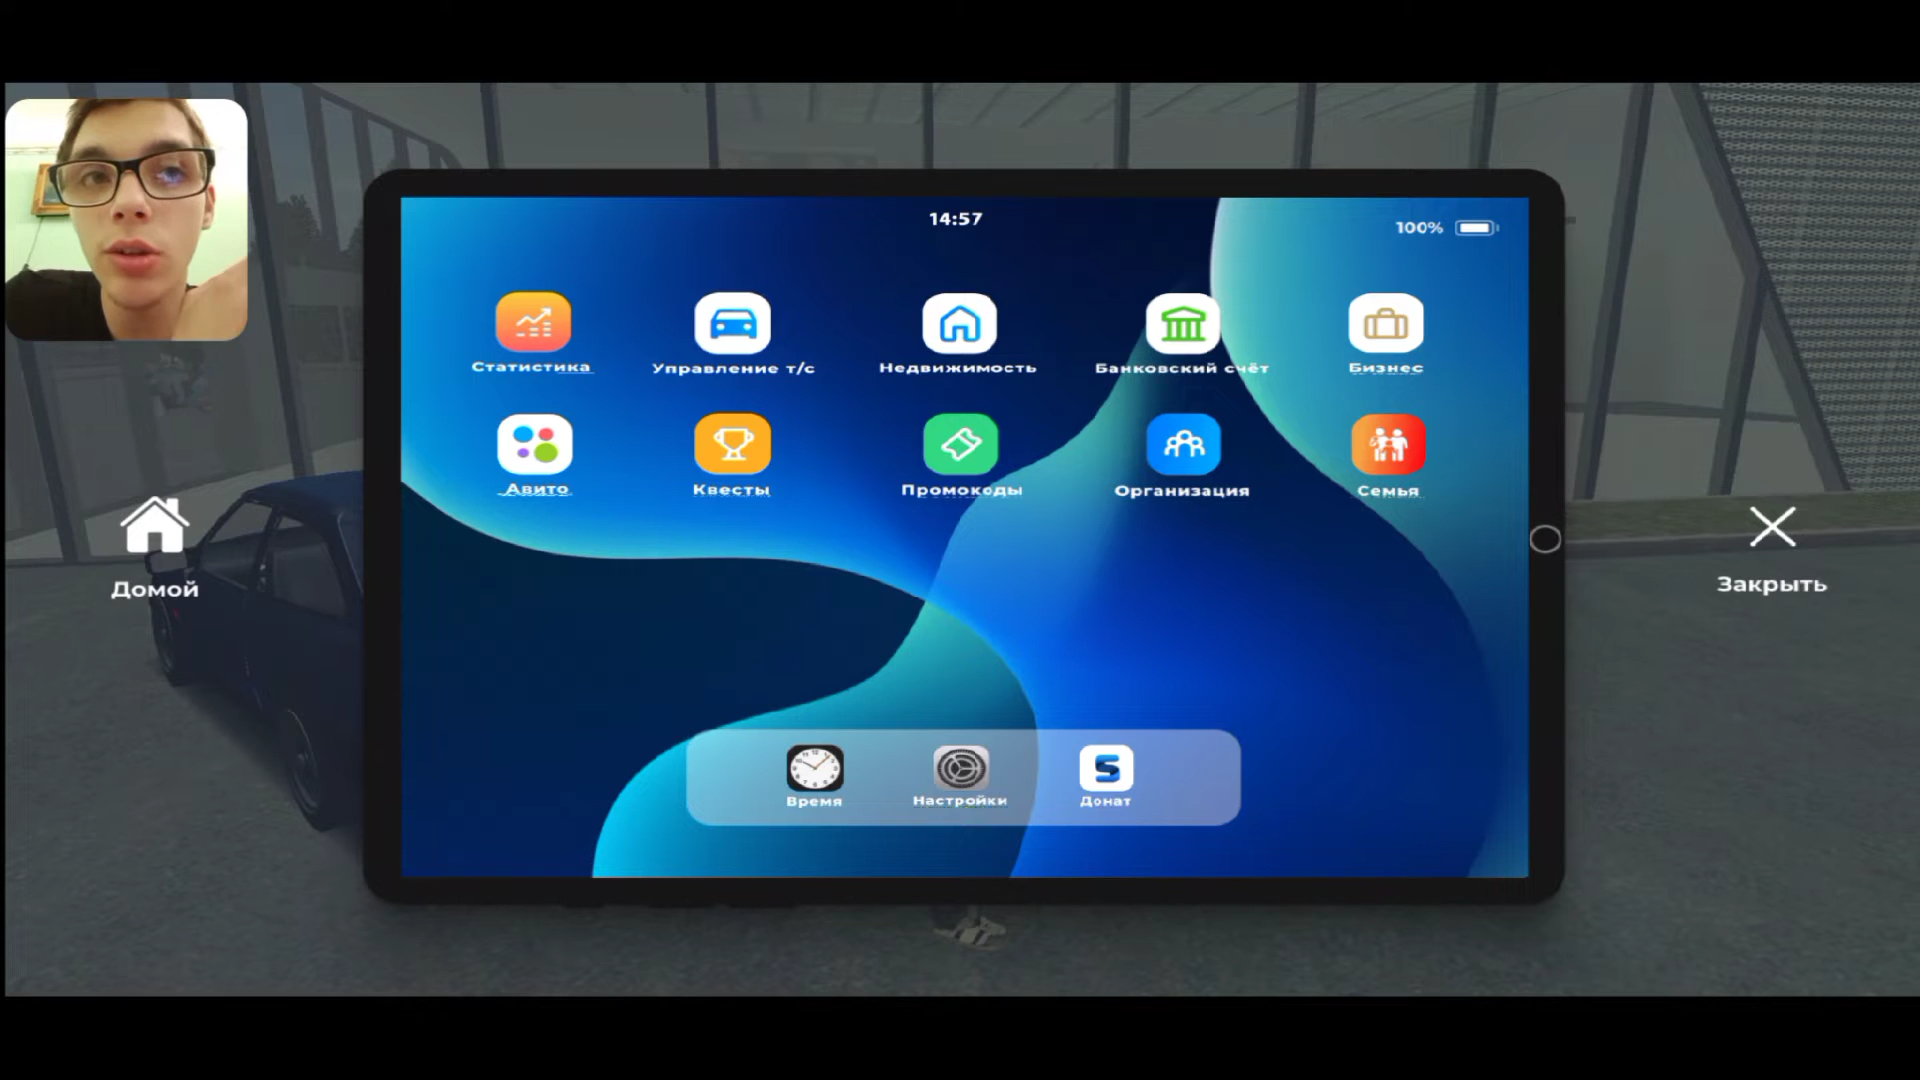 14:57
100%
Статистика
Управление т/с
Недвижимость
Банковский счёт
Бизнес
Авито
Квесты
Промокоды
Организация
Семья
Домой
Закрыть
Время
Настройки
Донат